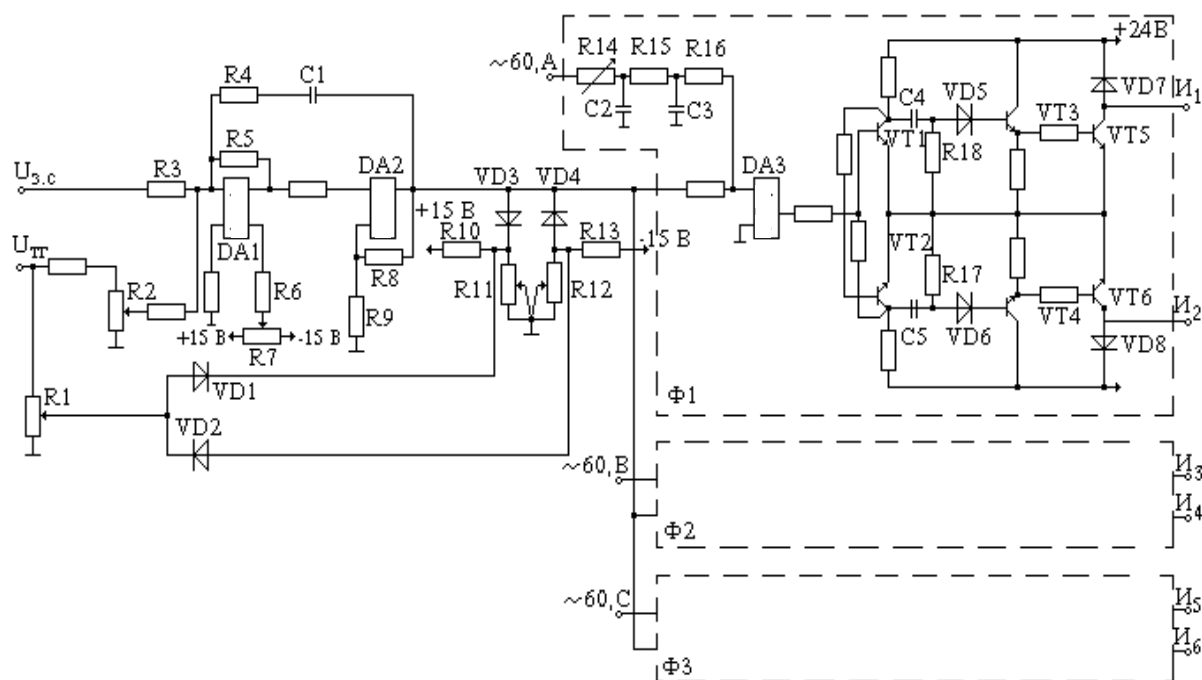 +24В
R14
R15
R16
~60,А
VD7
И1
R4
C1
C2
C3
C4
VD5
VT3
VT5
VT1
R18
R5
DA2
DA3
Uз.с
R3
VD3
VD4
+15 В
R10
R13
-15 В
DA1
UТГ
R8
VT2
R17
R2
R6
R11
R12
VT6
R9
C5
VD6
VT4
И2
+15 В
-15 В
R7
VD8
VD1
R1
Ф1
VD2
~60,В
И3
И4
Ф2
~60,С
И5
И6
Ф3